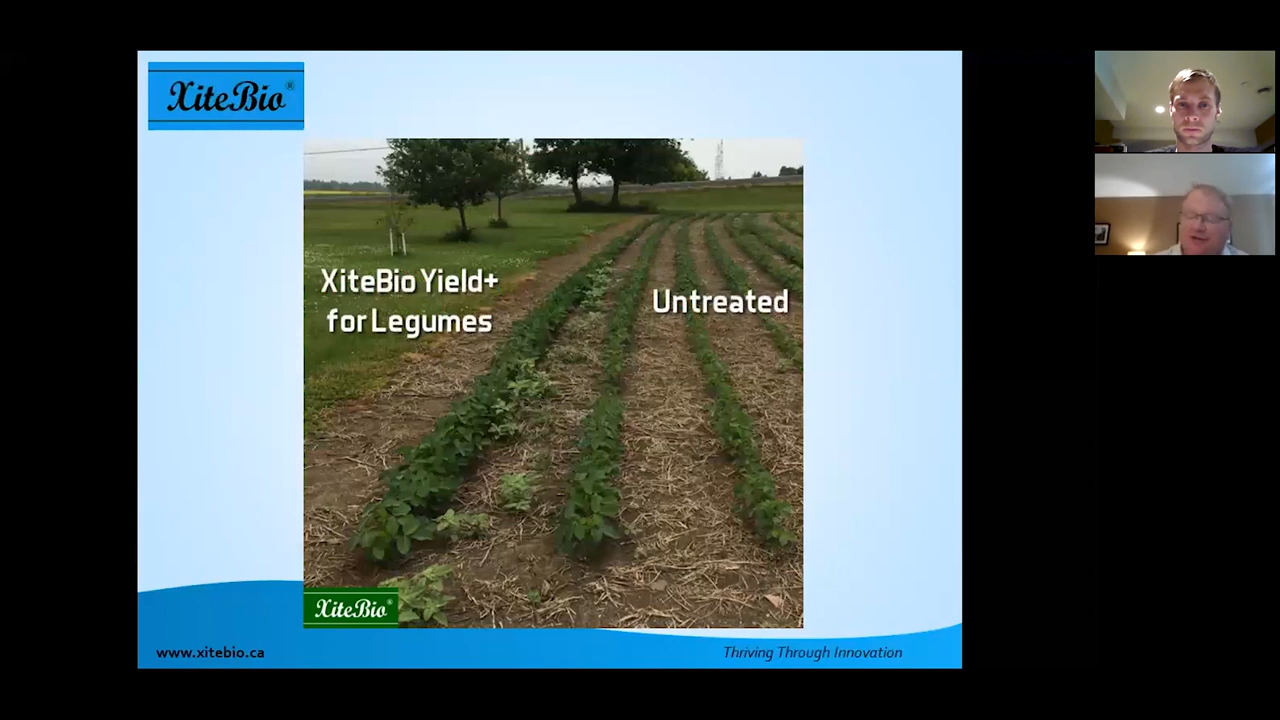 XiteBio®
XiteBio Yield+
for Legumes
Untreated
XiteBio®
www.xitebio.ca
Thriving Through Innovation